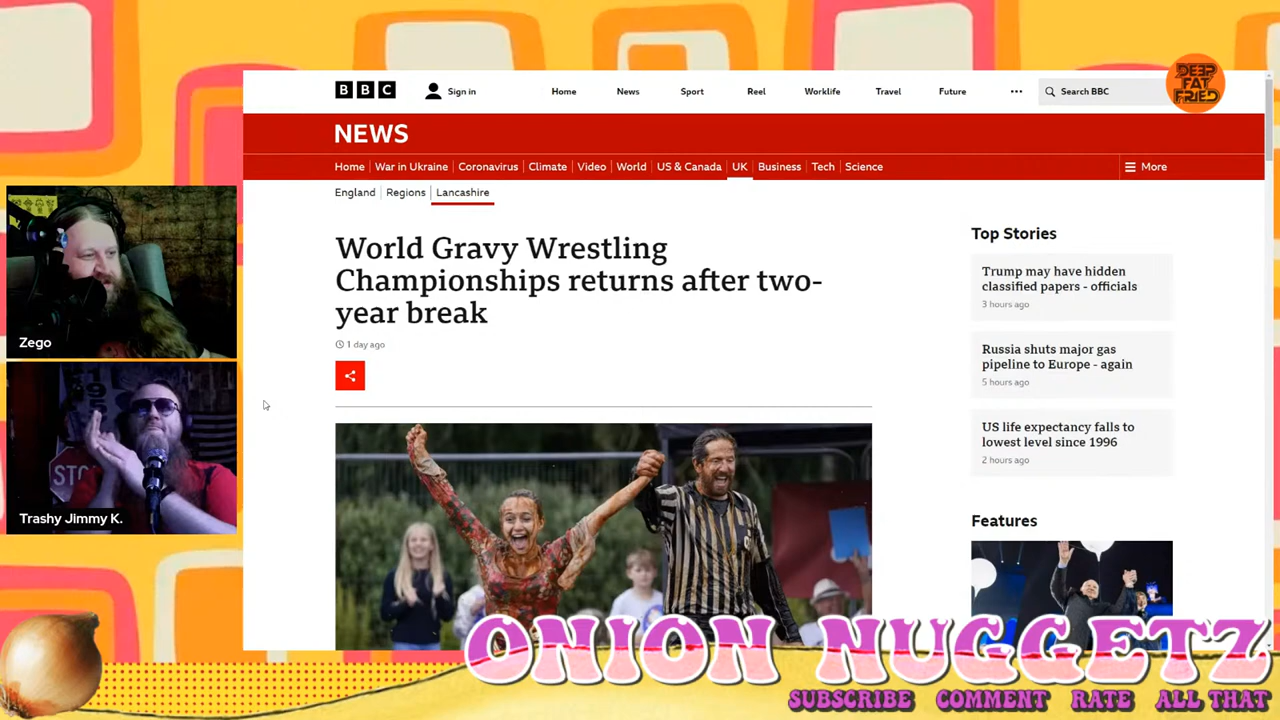 DEEP
FAT
FRIED
BBC Sign in Home News Sport Reel Worklife Travel Future ••• Search BBC
NEWS
Home War in Ukraine Coronavirus Climate Video World US & Canada UK Business Tech Science More
England Regions Lancashire
World Gravy Wrestling
Championships returns after two-
year break
1 day ago
Top Stories
Trump may have hidden
classified papers - officials
3 hours ago
Russia shuts major gas
pipeline to Europe - again
5 hours ago
US life expectancy falls to
lowest level since 1996
2 hours ago
Features
Zego
STOP
Trashy Jimmy K.
ONION NUGGETZ
SUBSCRIBE COMMENT RATE ALL THAT